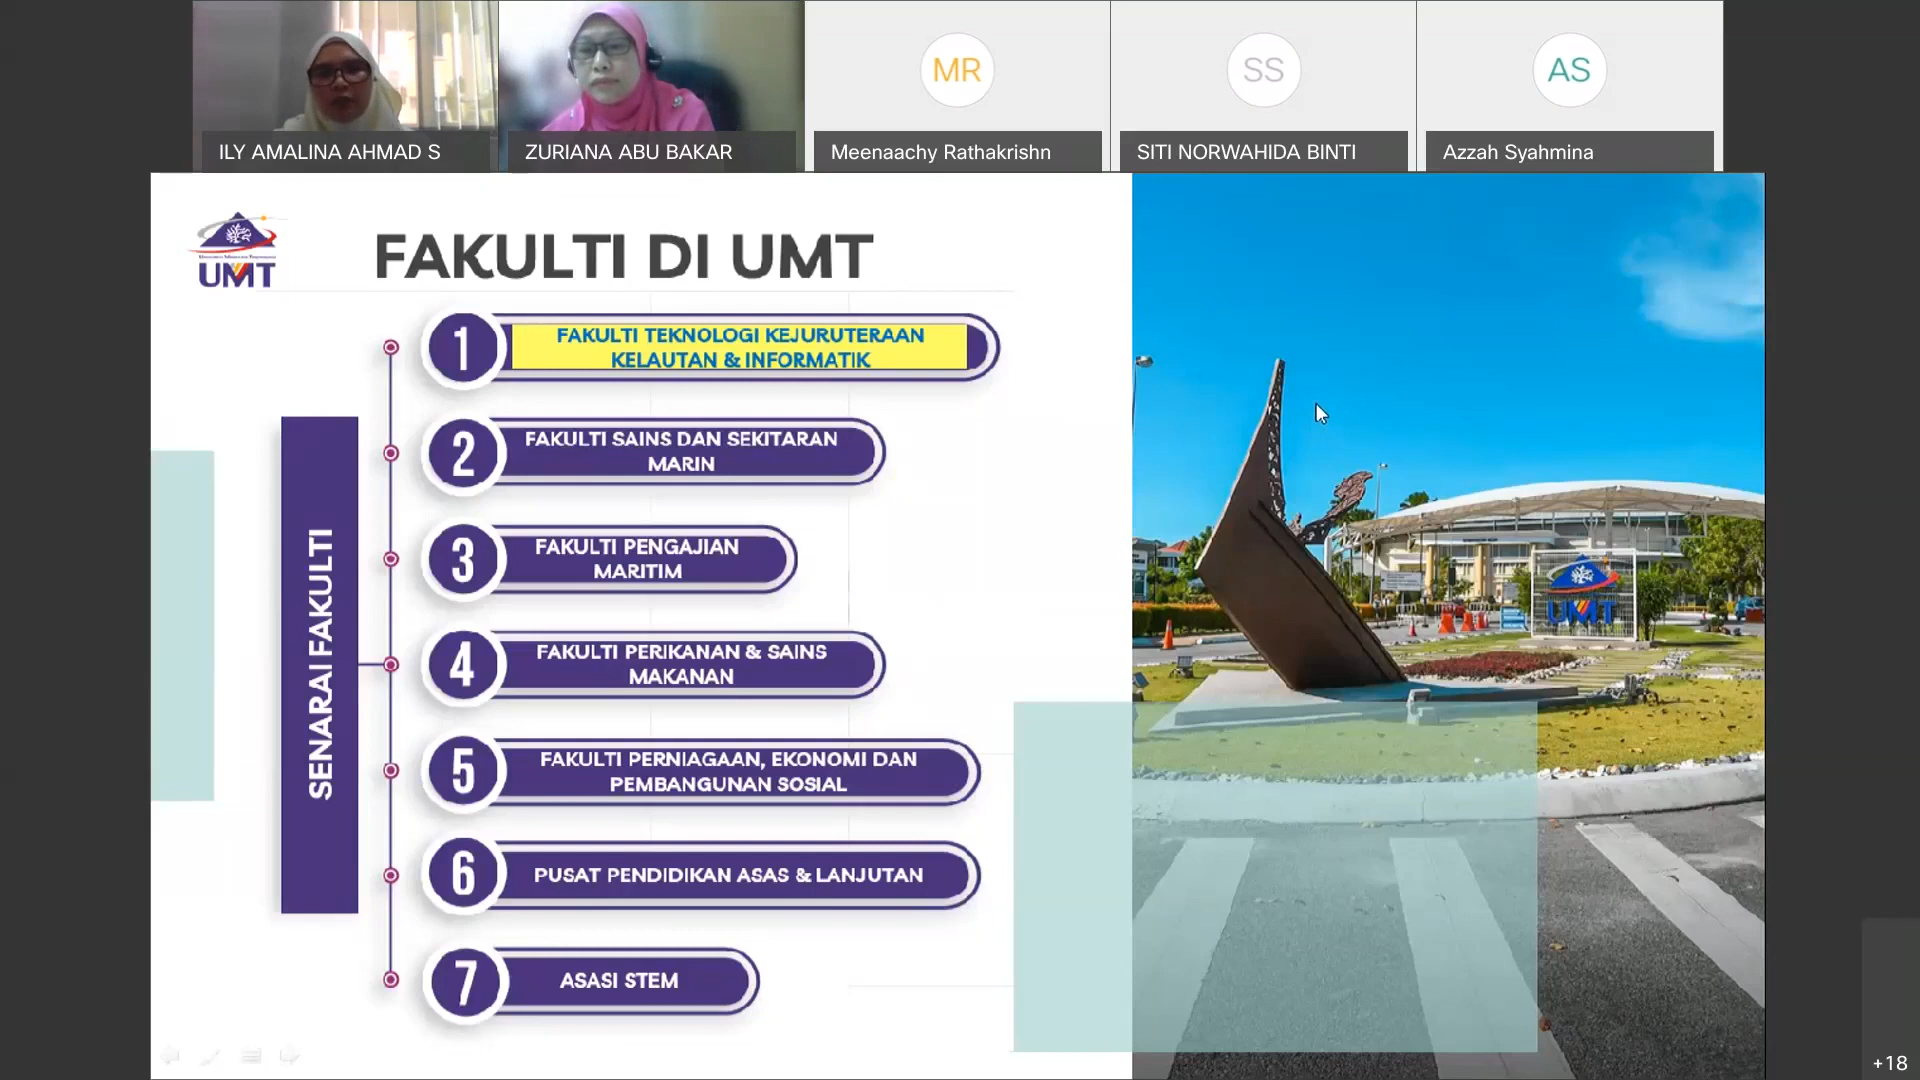 MR
SS
AS
ILY AMALINA AHMAD S
ZURIANA ABU BAKAR
Meenaachy Rathakrishn
SITI NORWAHIDA BINTI
Azzah Syahmina
UMT
FAKULTI DI UMT
SENARAI FAKULTI
1
FAKULTI TEKNOLOGI KEJURUTERAAN
KELAUTAN & INFORMATIK
2
FAKULTI SAINS DAN SEKITARAN
MARIN
3
FAKULTI PENGAJIAN
MARITIM
4
FAKULTI PERIKANAN & SAINS
MAKANAN
5
FAKULTI PERNIAGAAN, EKONOMI DAN
PEMBANGUNAN SOSIAL
6
PUSAT PENDIDIKAN ASAS & LANJUTAN
7
ASASI STEM
UMT
+18